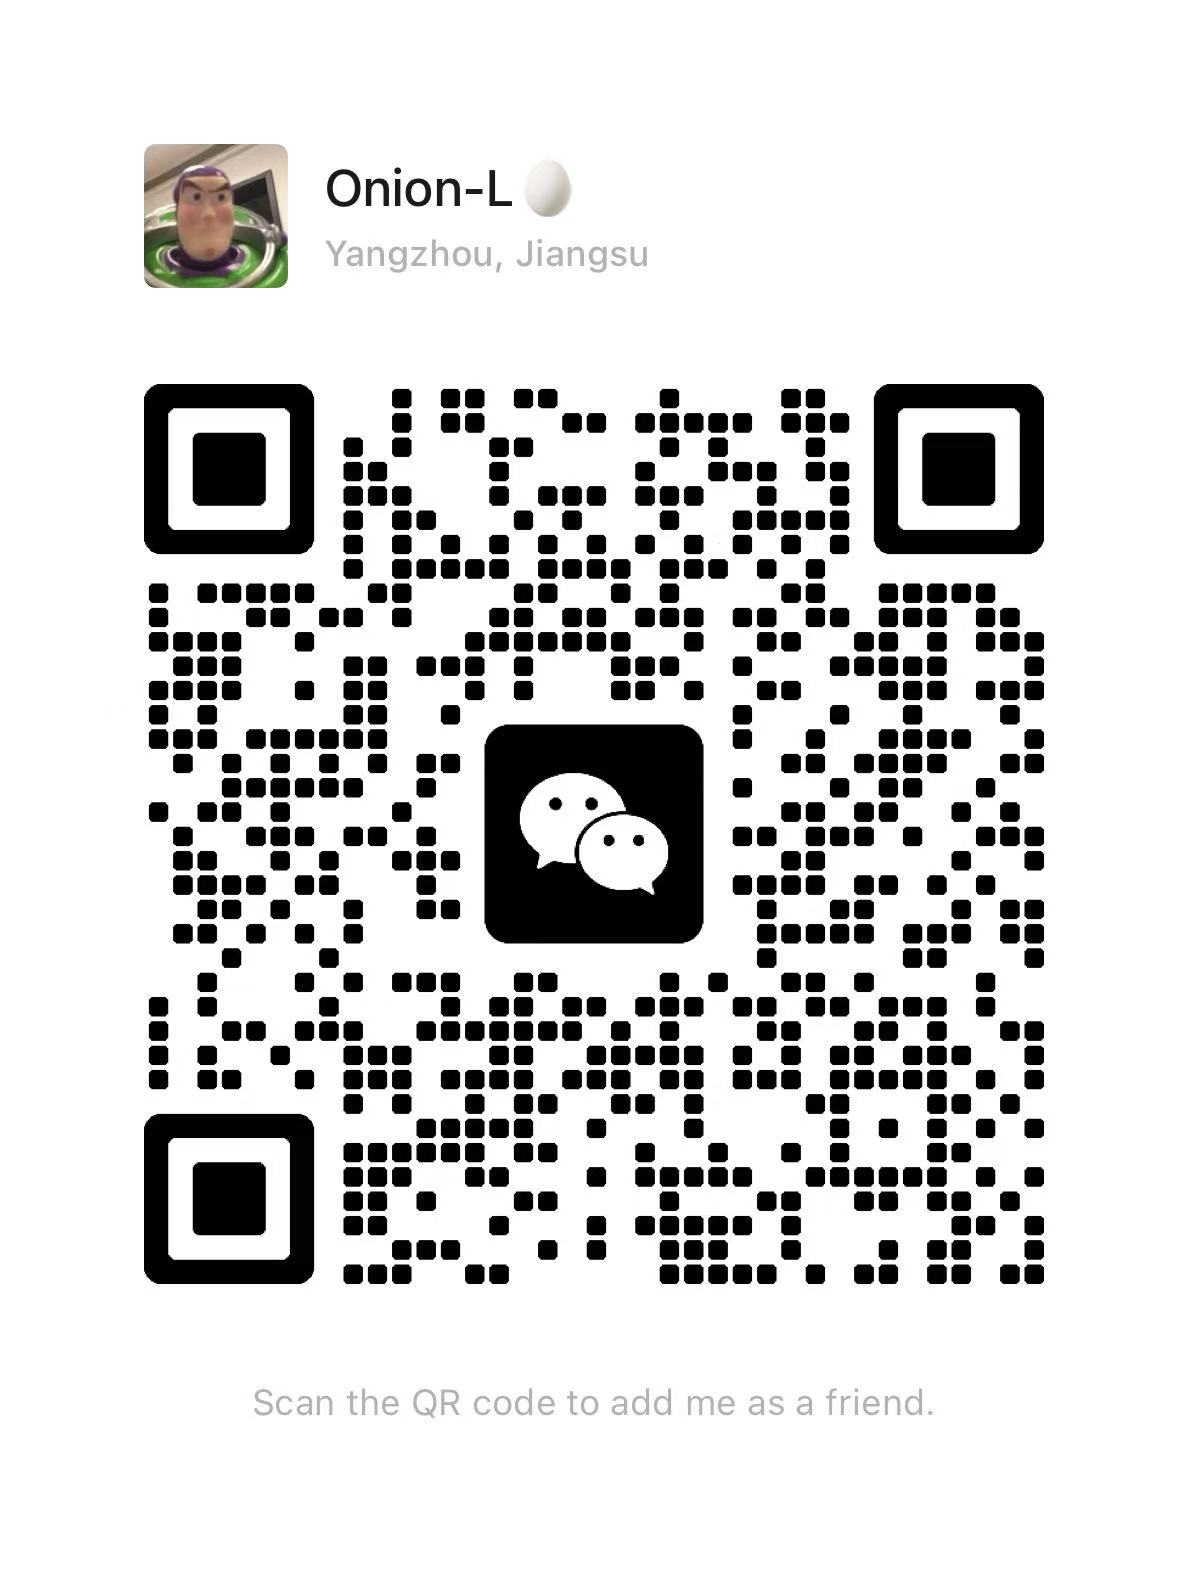 Onion-L🥚
Yangzhou, Jiangsu
Scan the QR code to add me as a friend.